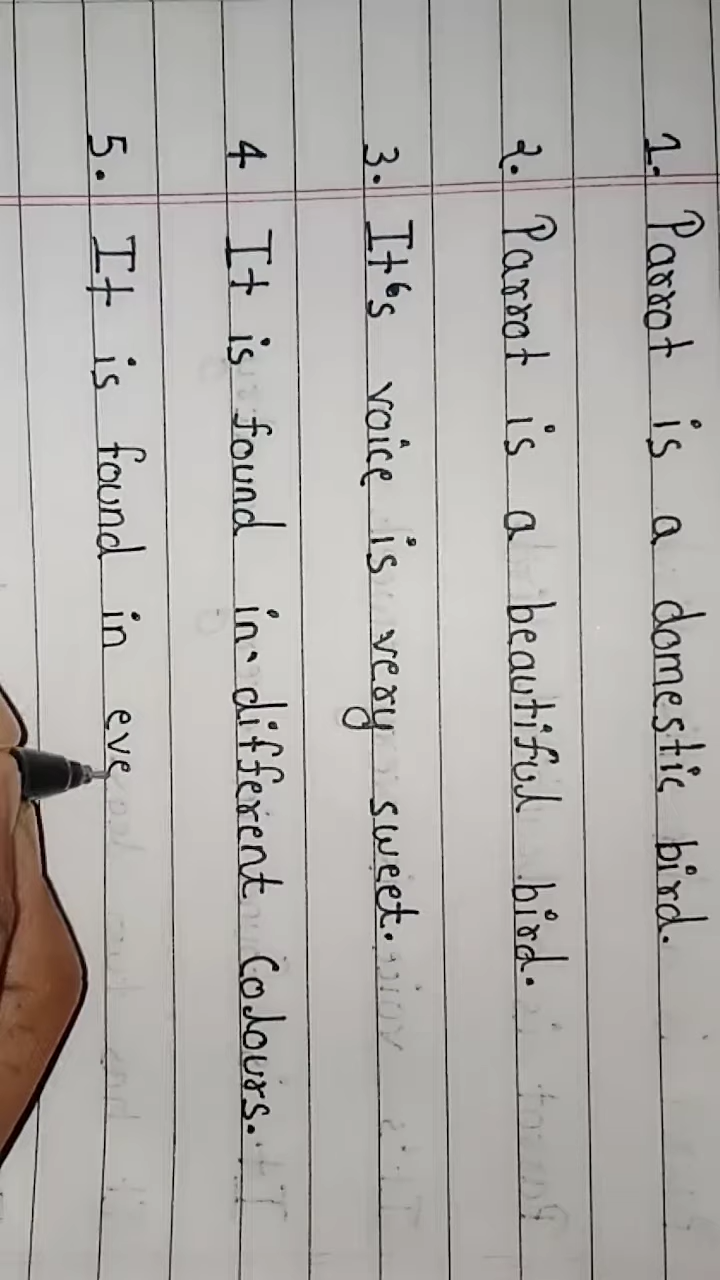 1. Parrot is a domestic bird.
2. Parrot is a beautiful bird.
3. It's voice is very sweet.
4 It is found in different Colours.
5. It is found in eve